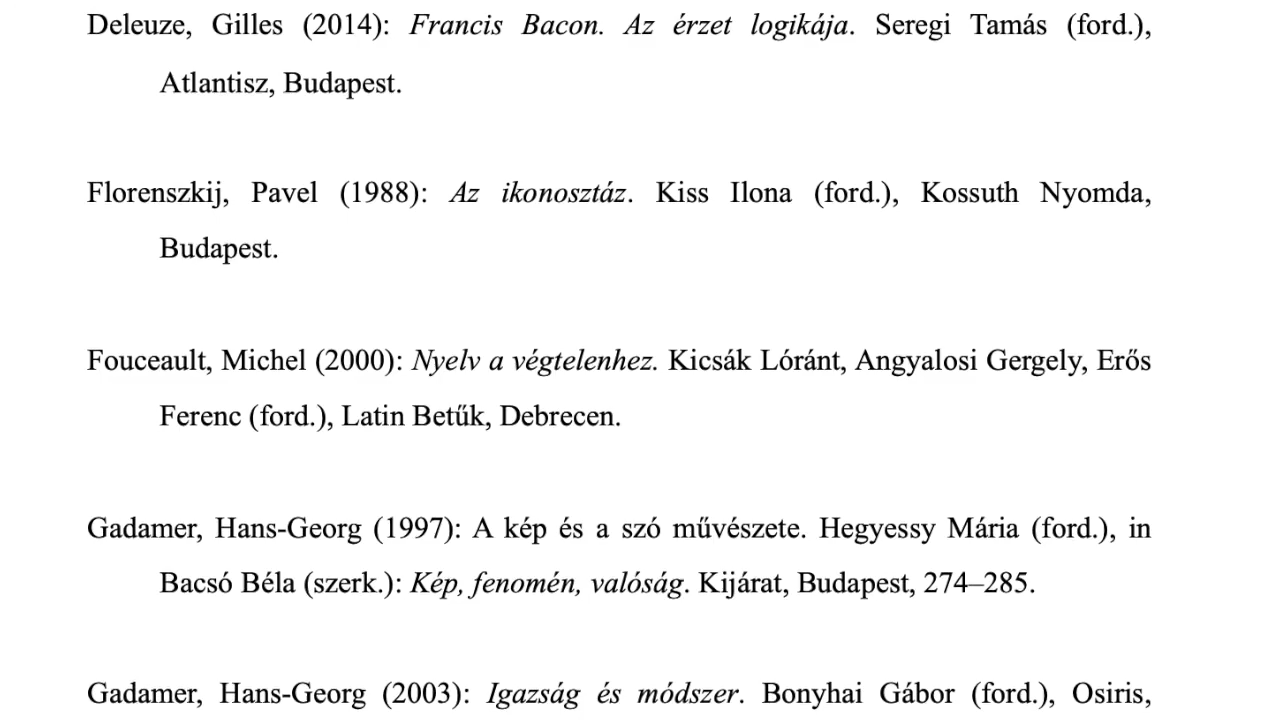 Deleuze, Gilles (2014): Francis Bacon. Az érzet logikája. Seregi Tamás (ford.),
Atlantisz, Budapest.
Florenszkij, Pavel (1988): Az ikonosztáz. Kiss Ilona (ford.), Kossuth Nyomda,
Budapest.
Fouceault, Michel (2000): Nyelv a végtelenhez. Kicsák Lóránt, Angyalosi Gergely, Erős
Ferenc (ford.), Latin Betűk, Debrecen.
Gadamer, Hans-Georg (1997): A kép és a szó művészete. Hegyessy Mária (ford.), in
Bacsó Béla (szerk.): Kép, fenomén, valóság. Kijárat, Budapest, 274–285.
Gadamer, Hans-Georg (2003): Igazság és módszer. Bonyhai Gábor (ford.), Osiris,